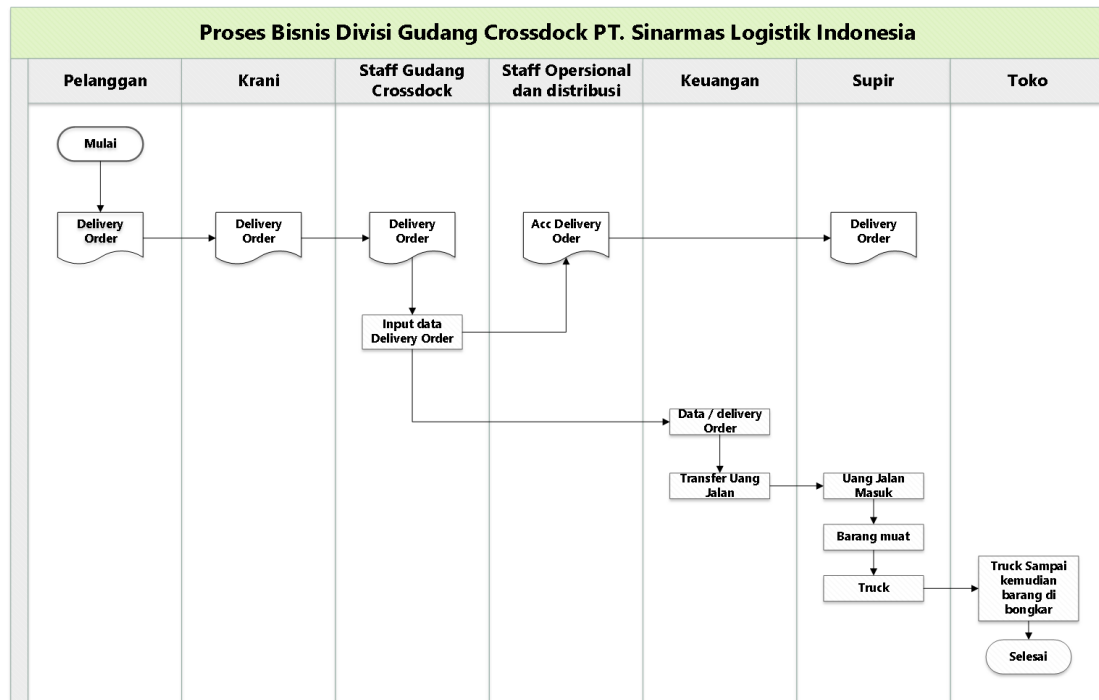 Proses Bisnis Divisi Gudang Crossdock PT. Sinarmas Logistik Indonesia
Pelanggan
Krani
Staff Gudang
Crossdock
Staff Opersional
dan distribusi
Keuangan
Supir
Toko
Mulai
Delivery
Order
Delivery
Order
Delivery
Order
Acc Delivery
Oder
Delivery
Order
Input data
Delivery Order
Data / delivery
Order
Transfer Uang
Jalan
Uang Jalan
Masuk
Barang muat
Truck
Truck Sampai
kemudian
barang di
bongkar
Selesai